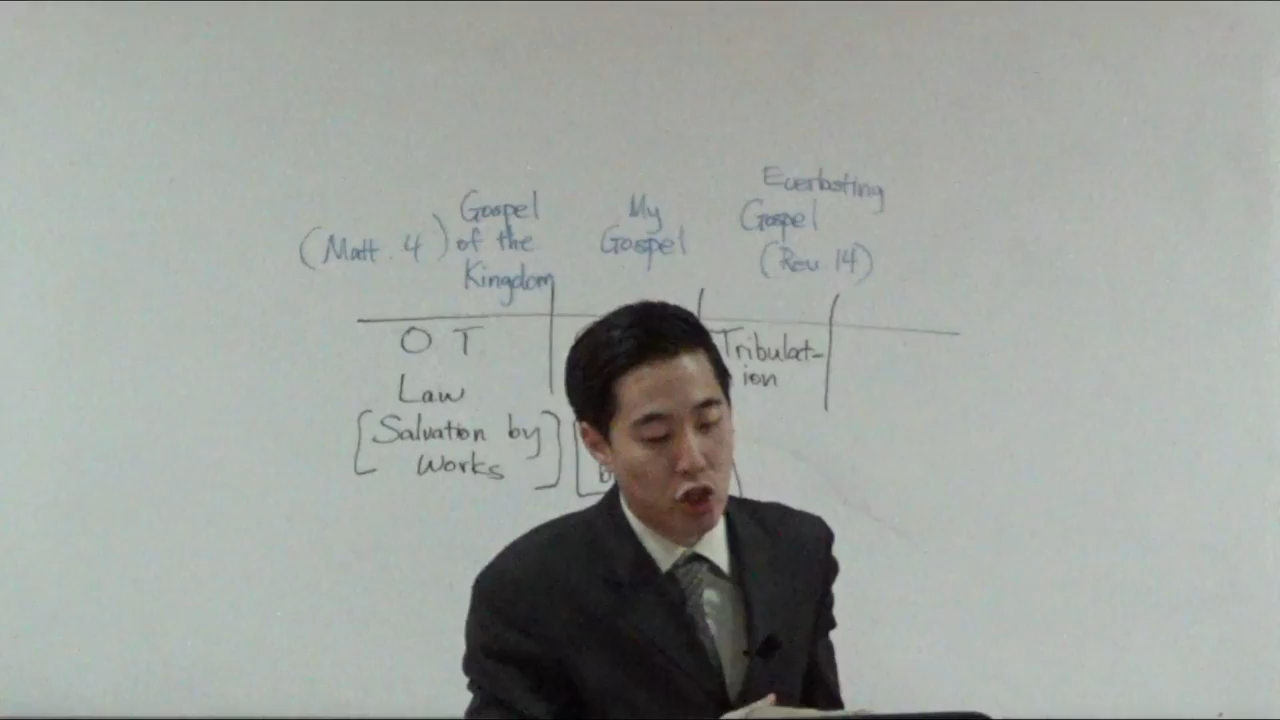 Gospel
(Matt. 4) of the
Kingdom
My
Gospel
Everlasting
Gospel
(Rev. 14)
O T
Law
[Salvation by
Works]
Tribulat-
ion